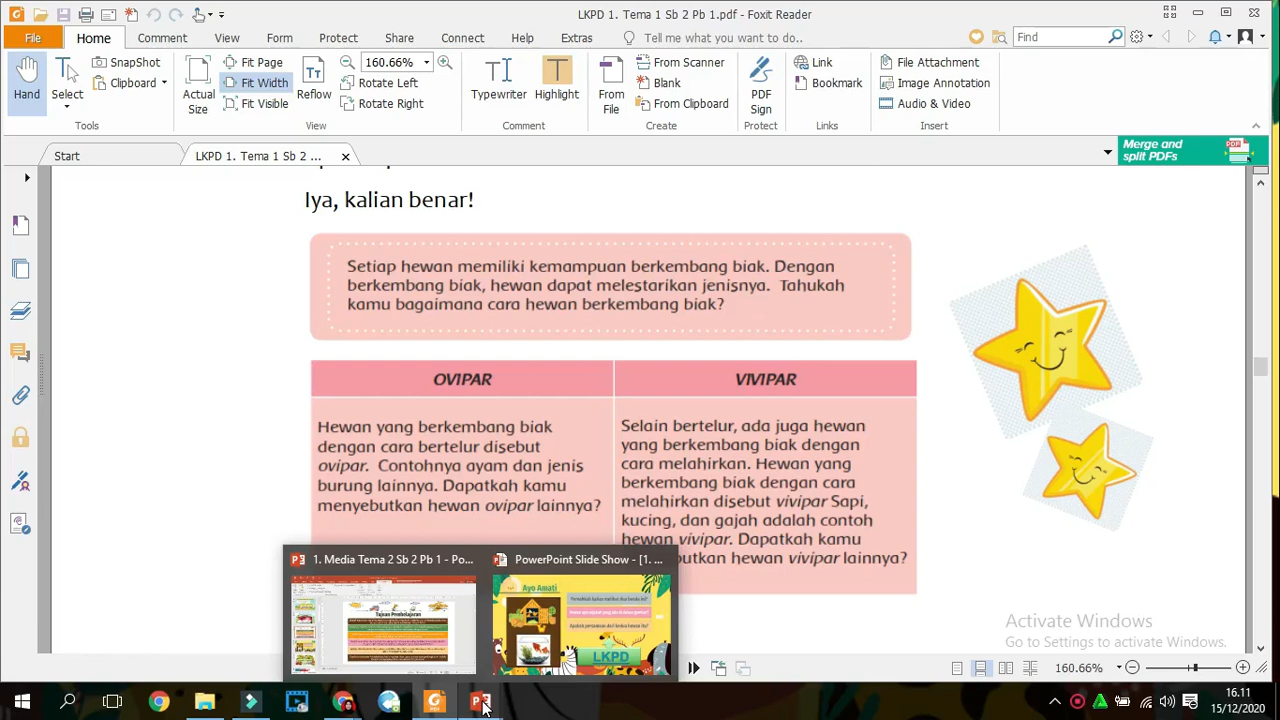 LKPD 1. Tema 1 Sb 2 Pb 1.pdf - Foxit Reader
File Home Comment View Form Protect Share Connect Help Extras Tell me what you want to do... Find
Hand
Select
SnapShot
Clipboard
Tools
Actual Size
Fit Page
Fit Width
Fit Visible
Reflow
160.66%
Rotate Left
Rotate Right
View
Typewriter
Highlight
Comment
From File
From Scanner
Blank
From Clipboard
Create
PDF Sign
Protect
Link
Bookmark
Links
File Attachment
Image Annotation
Audio & Video
Insert
Start LKPD 1. Tema 1 Sb 2 ...
Merge and split PDFs
PDF
Iya, kalian benar!
Setiap hewan memiliki kemampuan berkembang biak. Dengan
berkembang biak, hewan dapat melestarikan jenisnya. Tahukah
kamu bagaimana cara hewan berkembang biak?
OVIPAR
Hewan yang berkembang biak
dengan cara bertelur disebut
ovipar. Contohnya ayam dan jenis
burung lainnya. Dapatkah kamu
menyebutkan hewan ovipar lainnya?
VIVIPAR
Selain bertelur, ada juga hewan
yang berkembang biak dengan
cara melahirkan. Hewan yang
berkembang biak dengan cara
melahirkan disebut vivipar Sapi,
kucing, dan gajah adalah contoh
hewan vivipar. Dapatkah kamu
butkan hewan vivipar lainnya?
1. Media Tema 2 Sb 2 Pb 1 - Po...
Tujuan Pembelajaran
PowerPoint Slide Show - [1. ...
Ayo Amati
LKPD
Activate Windows
Go to Settings to activate Windows.
160.66%
16.11
15/12/2020